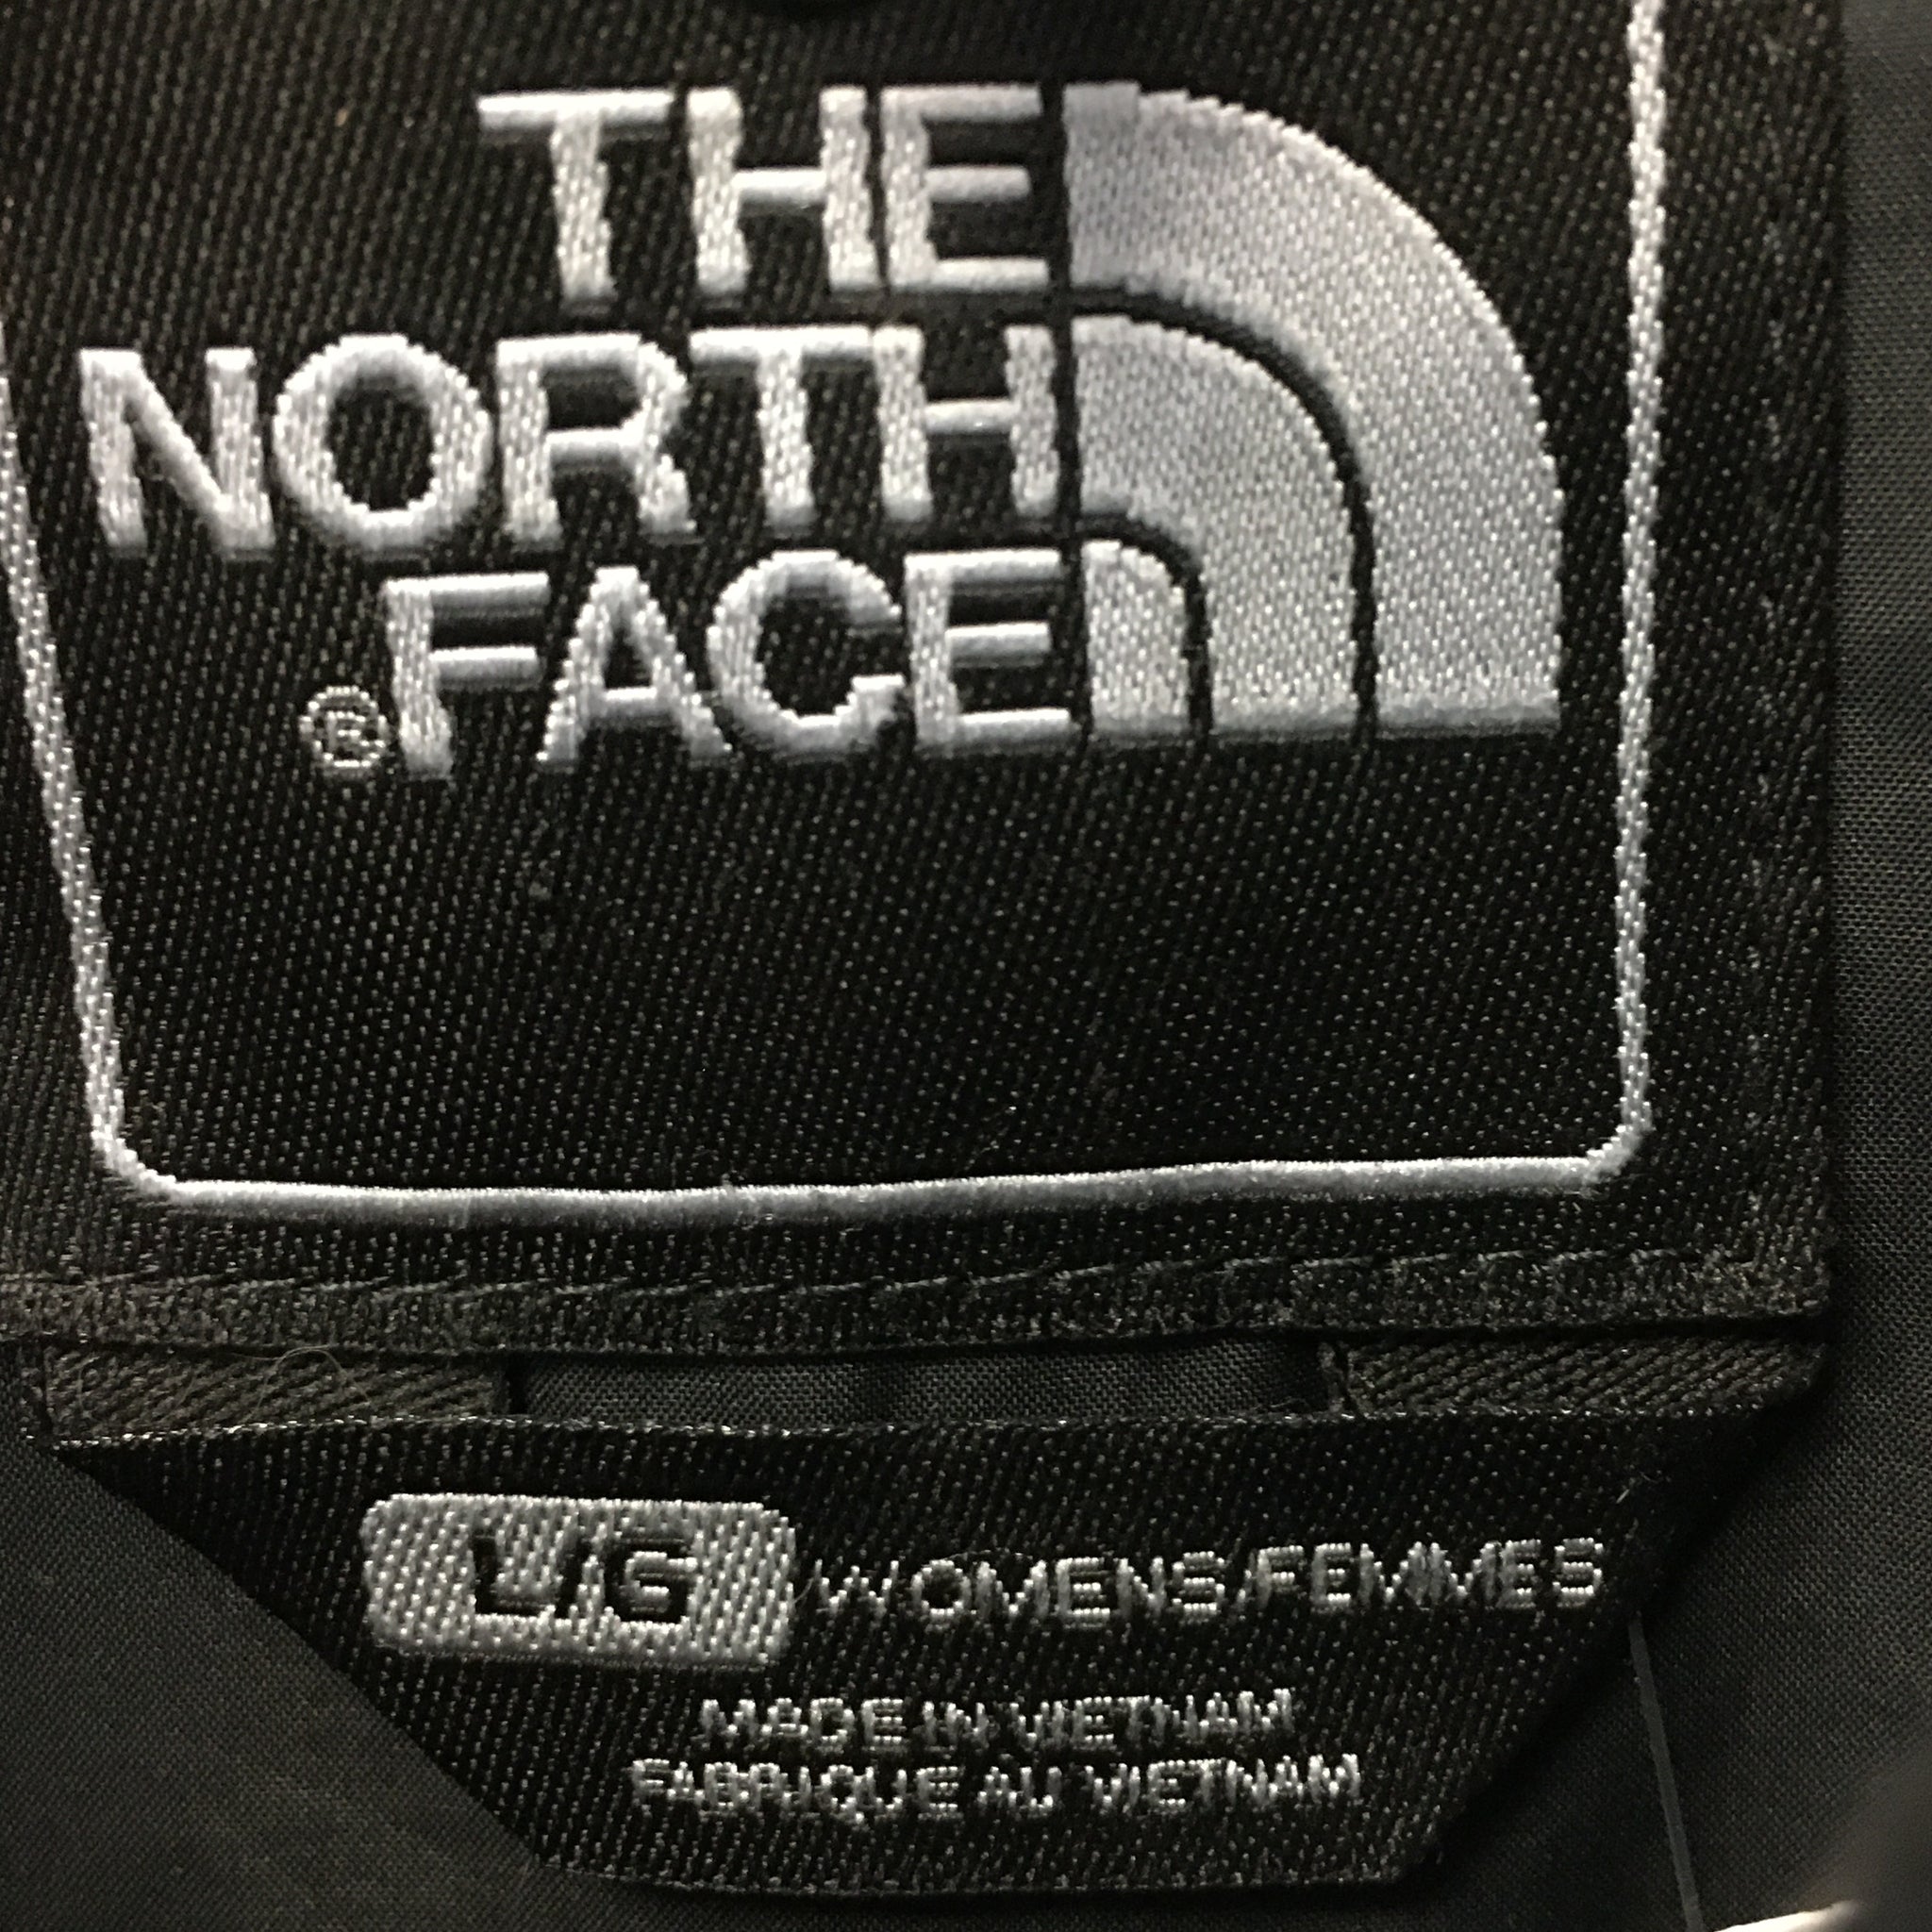 THE
NORTH
®FACE
L/G WOMENS/FEMMES
MADE IN VIETNAM
FABRIQUE AU VIETNAM